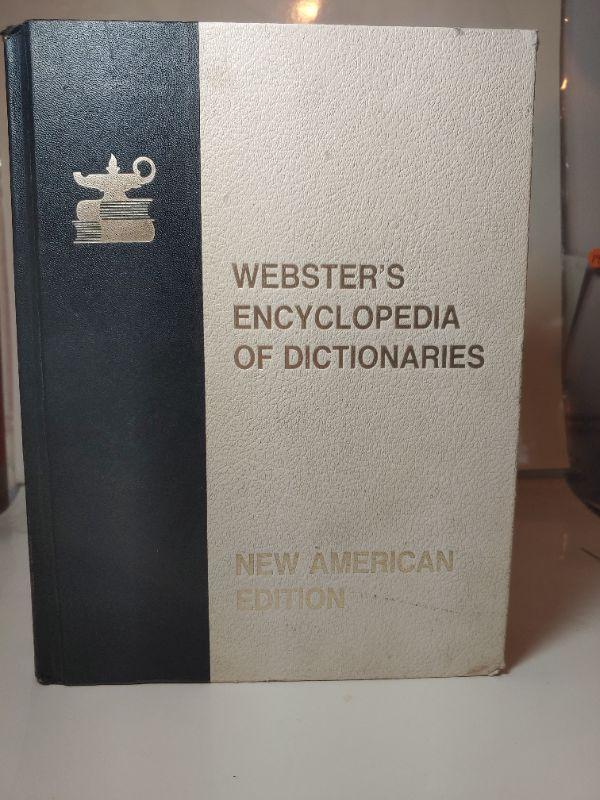 WEBSTER'S
ENCYCLOPEDIA
OF DICTIONARIES
NEW AMERICAN
EDITION